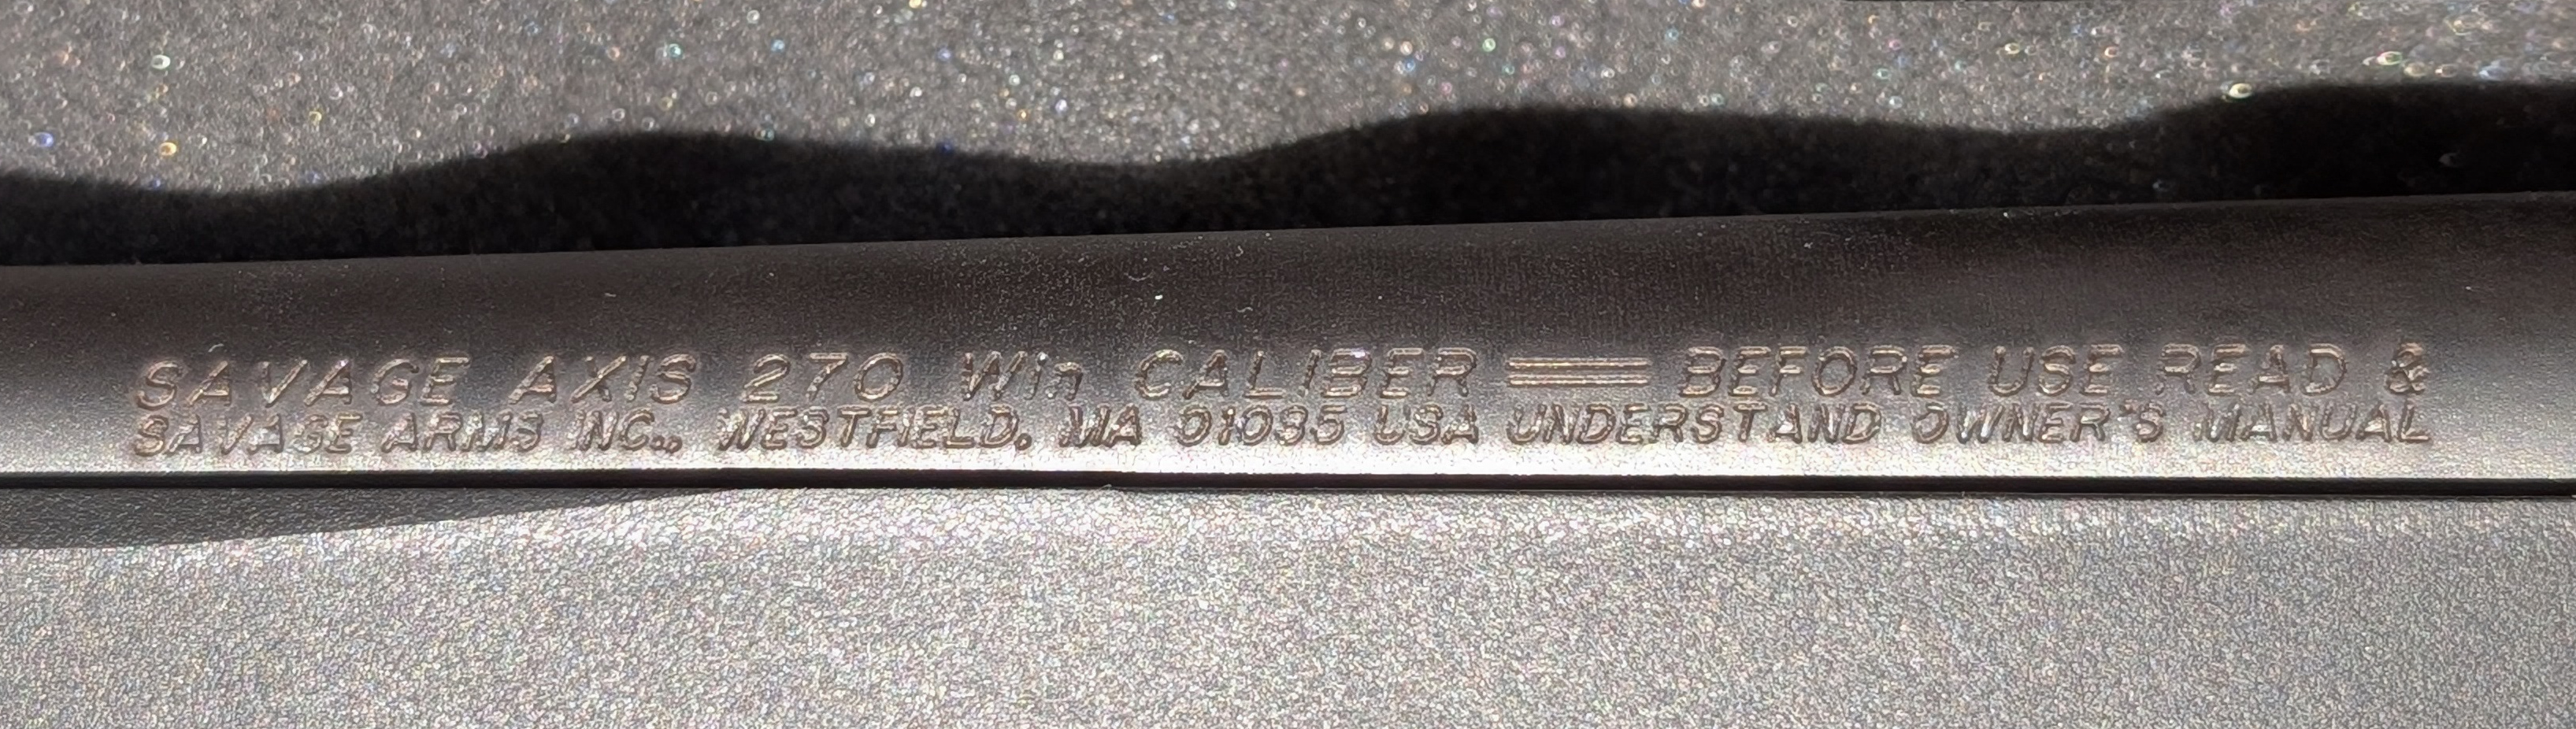 SAVAGE AXIS 270 Win CALIBER ≡ BEFORE USE READ &
SAVAGE ARMS INC., WESTFIELD, MA 01085 USA UNDERSTAND OWNER'S MANUAL